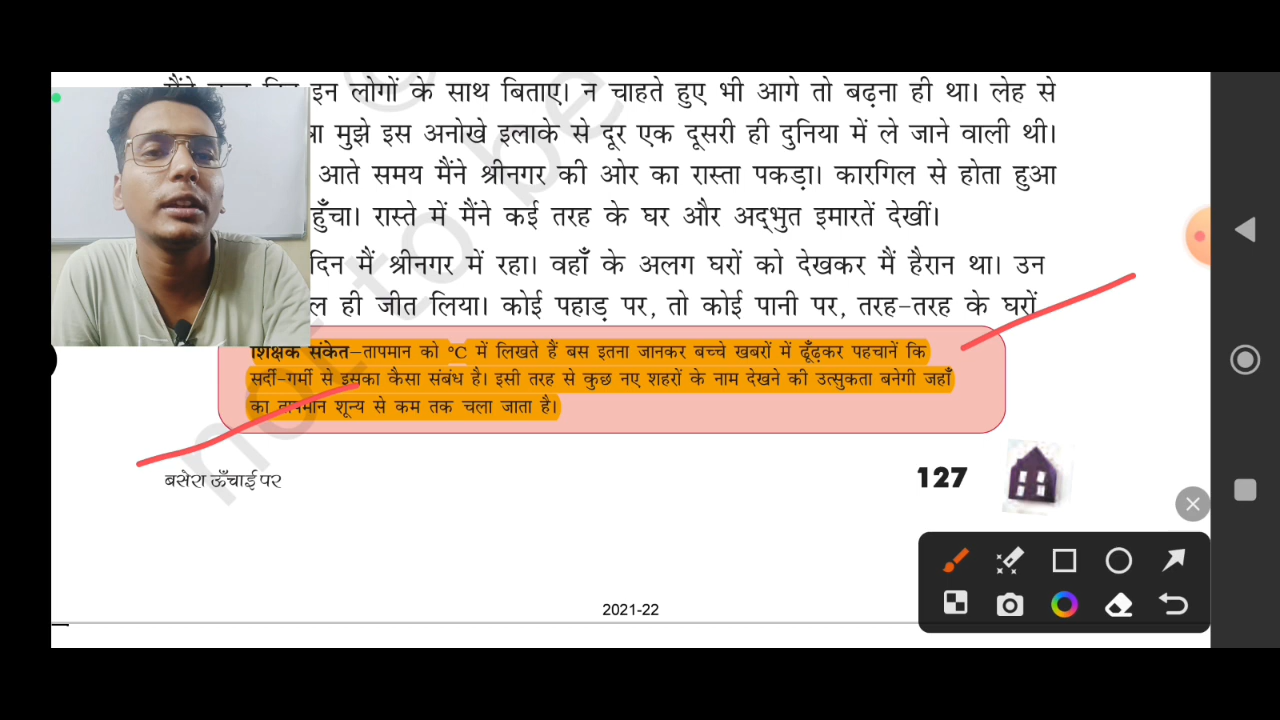 इन लोगों के साथ बिताए। न चाहते हुए भी आगे तो बढ़ना ही था। लेह से
मुझे इस अनोखे इलाके से दूर एक दूसरी ही दुनिया में ले जाने वाली थी।
आते समय मैंने श्रीनगर की ओर का रास्ता पकड़ा। कारगिल से होता हुआ
रास्ते में मैंने कई तरह के घर और अद्भुत इमारतें देखीं।
दिन मैं श्रीनगर में रहा। वहाँ के अलग घरों को देखकर मैं हैरान था। उन
ही जीत लिया। कोई पहाड़ पर, तो कोई पानी पर, तरह-तरह के घरों
शिक्षक संकेत–तापमान को °C में लिखते हैं बस इतना जानकर बच्चे खबरों में ढूँढ़कर पहचानें कि
सर्दी-गर्मी से इसका कैसा संबंध है। इसी तरह से कुछ नए शहरों के नाम देखने की उत्सुकता बनेगी जहाँ
का तापमान शून्य से कम तक चला जाता है।
बसेरा ऊँचाई पर
127
2021-22
not to be